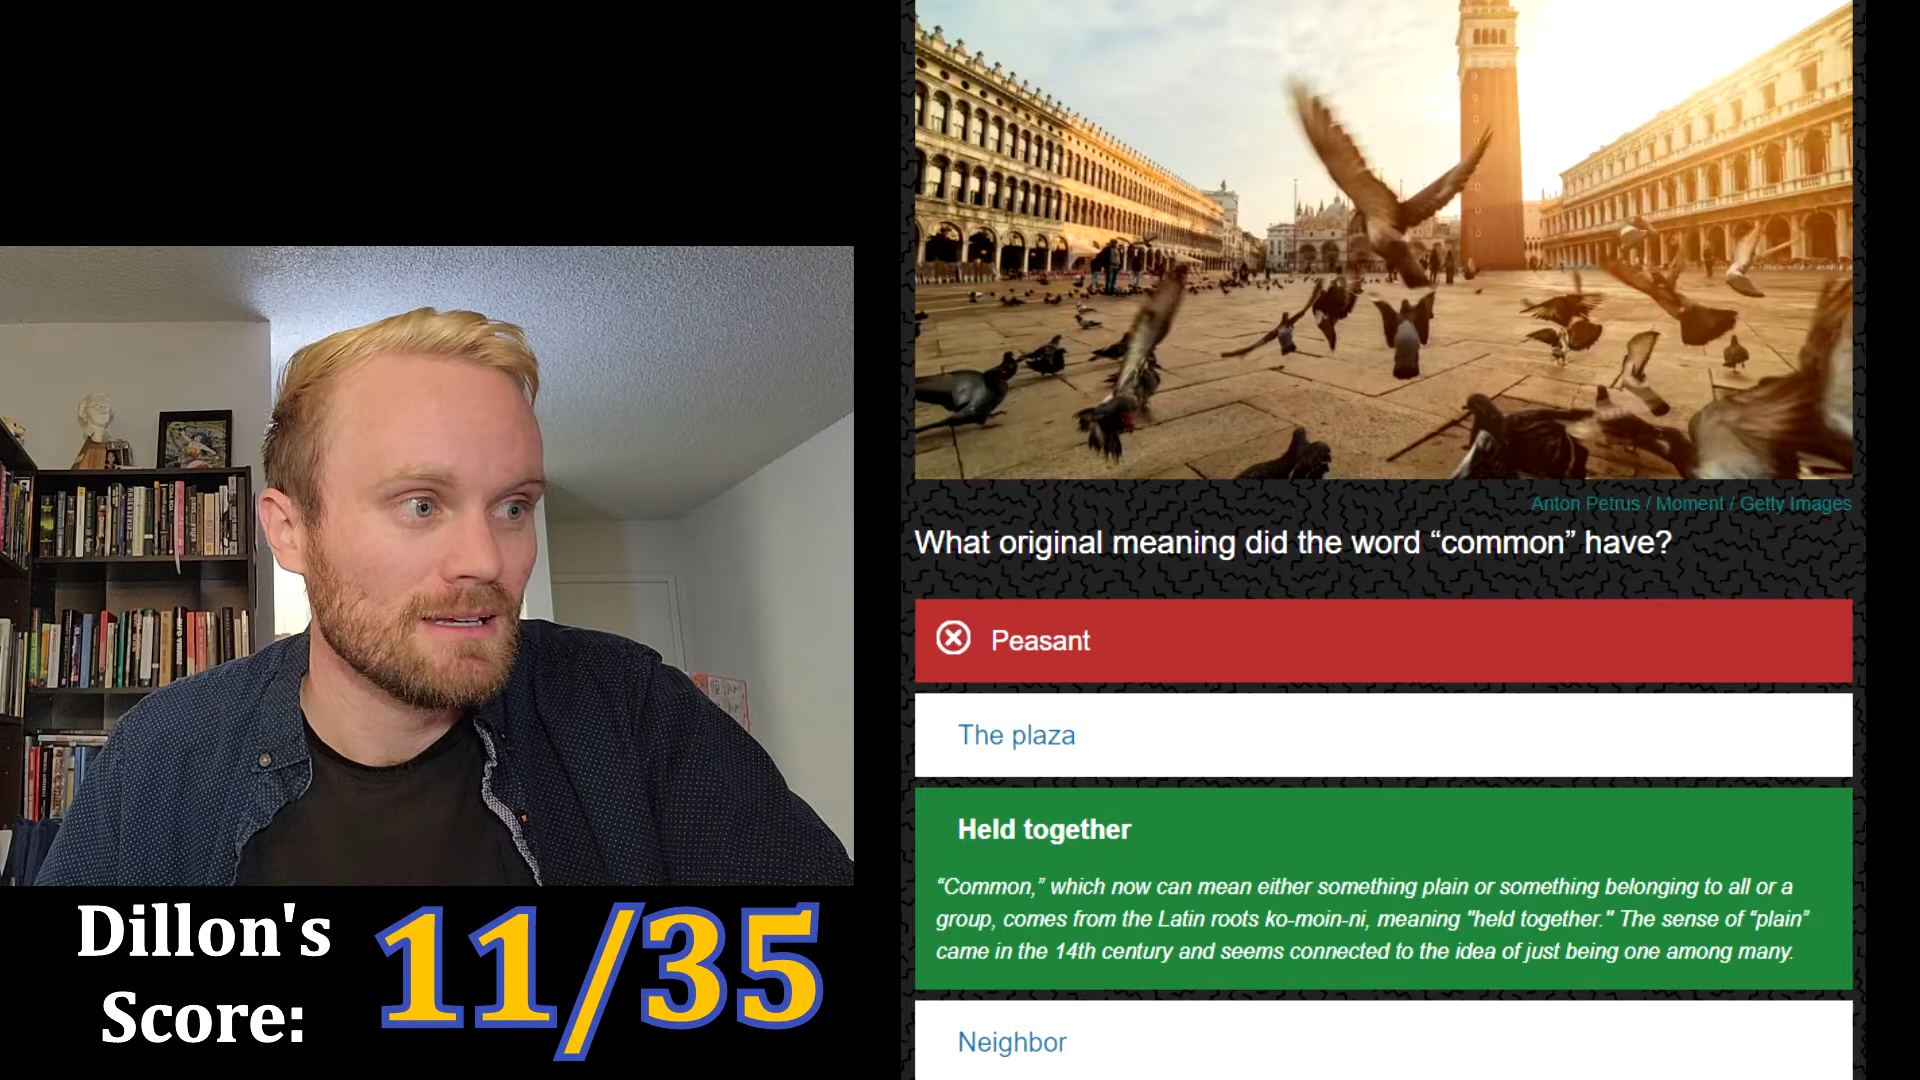 Anton Petrus / Moment / Getty Images
What original meaning did the word “common” have?
Peasant
The plaza
Held together
“Common,” which now can mean either something plain or something belonging to all or a
group, comes from the Latin roots ko-moin-ni, meaning "held together." The sense of “plain”
came in the 14th century and seems connected to the idea of just being one among many.
Neighbor
Dillon's
Score:
11/35